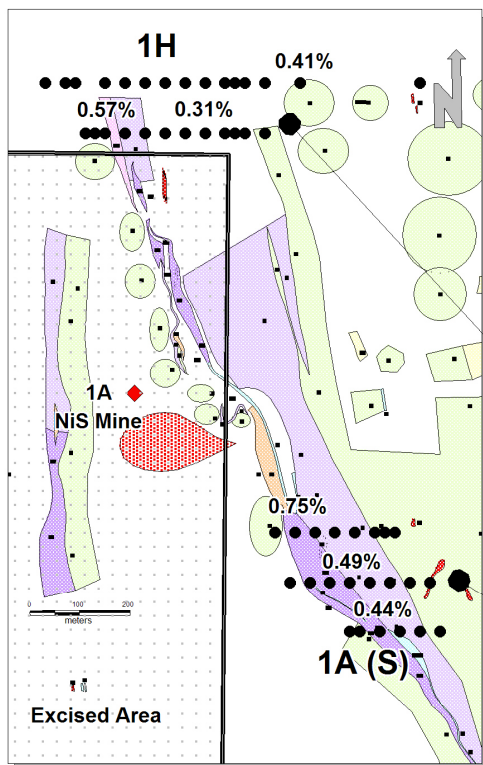 1H
0.41%
N
0.57%
0.31%
1A
NiS Mine
0.75%
0.49%
0.44%
0 100 200
meters
1A (S)
Excised Area